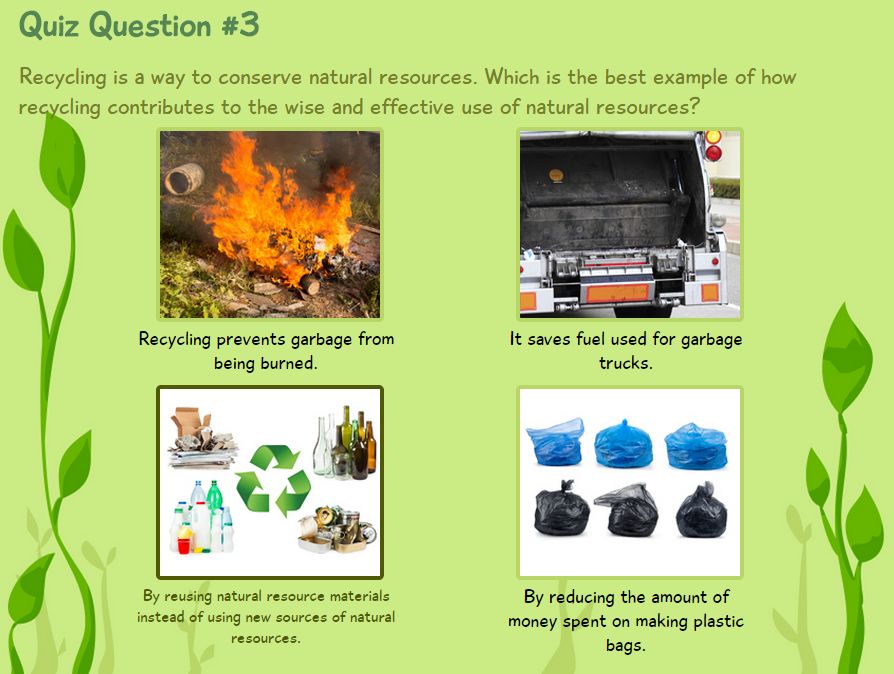 Quiz Question #3
Recycling is a way to conserve natural resources. Which is the best example of how
recycling contributes to the wise and effective use of natural resources?
Recycling prevents garbage from
being burned.
It saves fuel used for garbage
trucks.
By reusing natural resource materials
instead of using new sources of natural
resources.
By reducing the amount of
money spent on making plastic
bags.